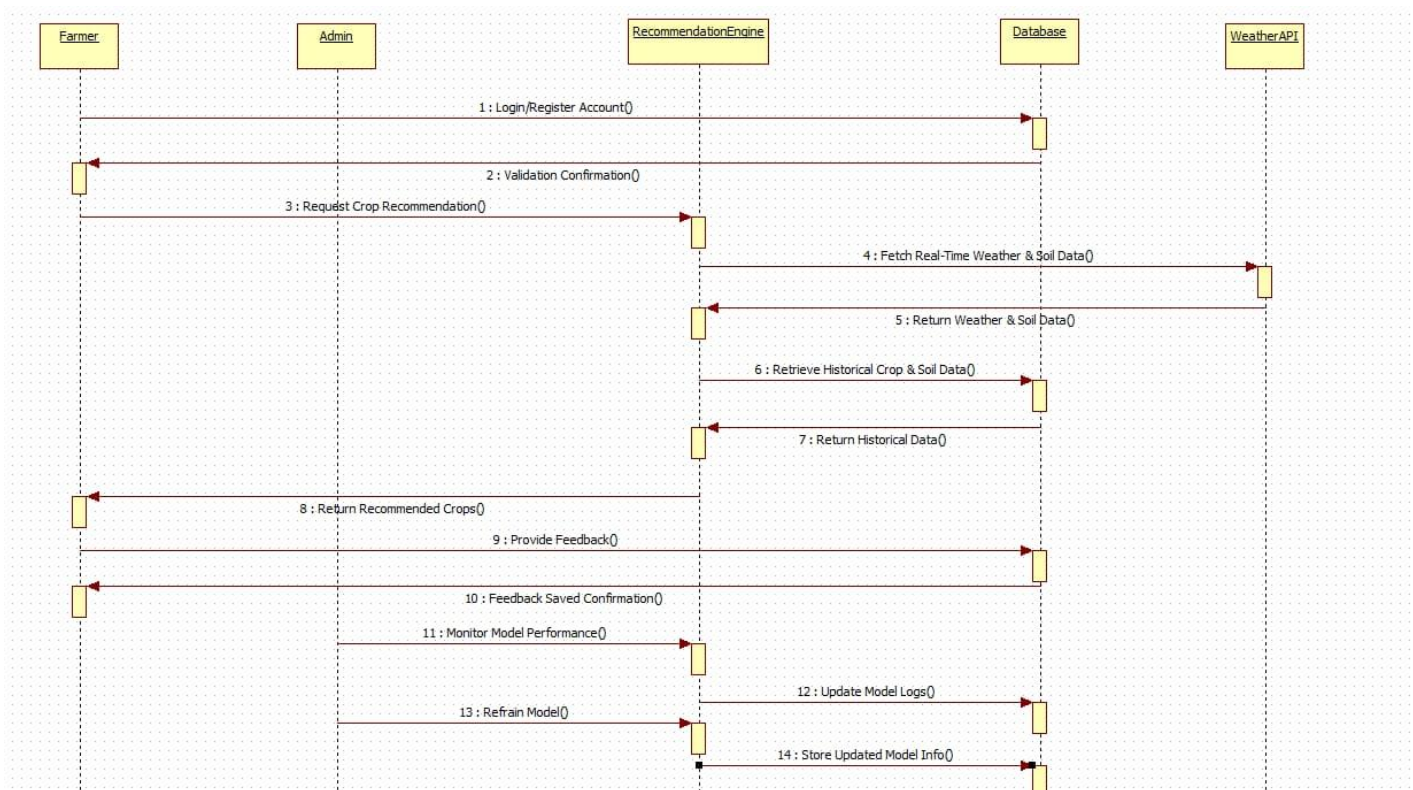 Farmer
Admin
RecommendationEngine
Database
WeatherAPI
1 : Login/Register Account()
2 : Validation Confirmation()
3 : Request Crop Recommendation()
4 : Fetch Real-Time Weather & Soil Data()
5 : Return Weather & Soil Data()
6 : Retrieve Historical Crop & Soil Data()
7 : Return Historical Data()
8 : Return Recommended Crops()
9 : Provide Feedback()
10 : Feedback Saved Confirmation()
11 : Monitor Model Performance()
12 : Update Model Logs()
13 : Refrain Model()
14 : Store Updated Model Info()